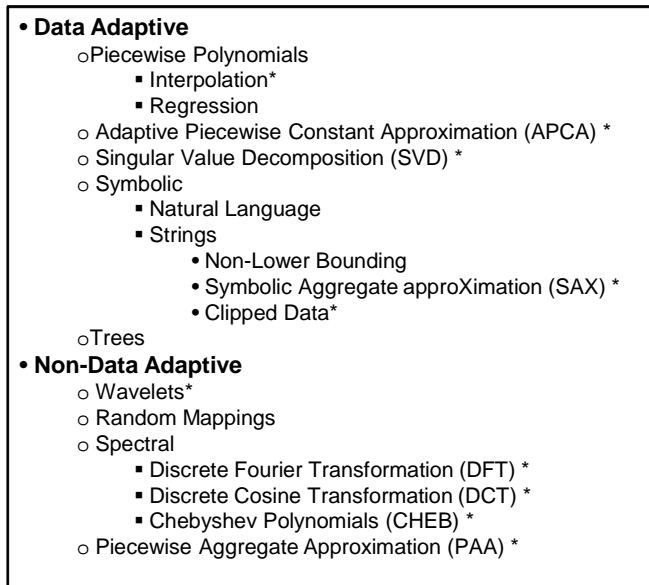 • Data Adaptive
oPiecewise Polynomials
▪ Interpolation*
▪ Regression
o Adaptive Piecewise Constant Approximation (APCA) *
o Singular Value Decomposition (SVD) *
o Symbolic
▪ Natural Language
▪ Strings
• Non-Lower Bounding
• Symbolic Aggregate approXimation (SAX) *
• Clipped Data*
oTrees
• Non-Data Adaptive
o Wavelets*
o Random Mappings
o Spectral
▪ Discrete Fourier Transformation (DFT) *
▪ Discrete Cosine Transformation (DCT) *
▪ Chebyshev Polynomials (CHEB) *
o Piecewise Aggregate Approximation (PAA) *